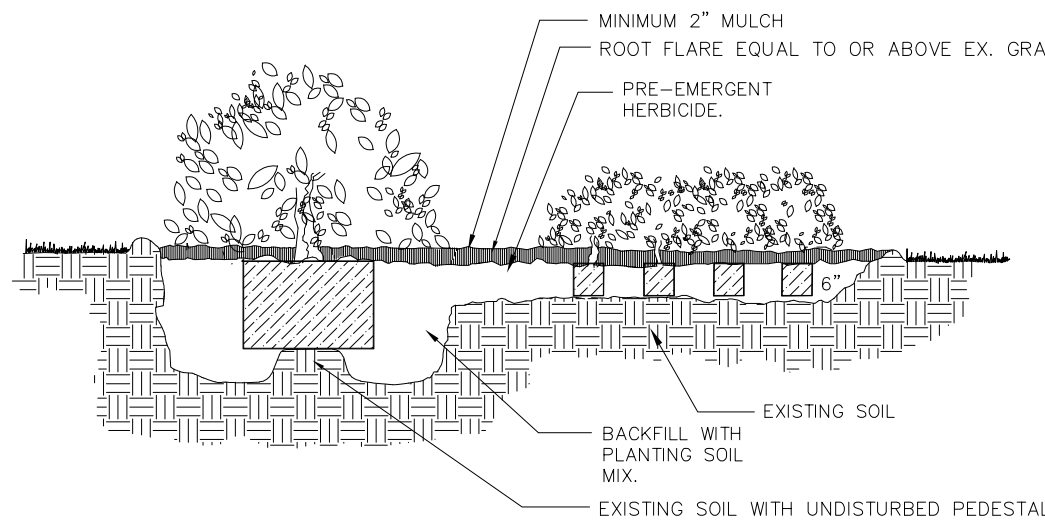 MINIMUM 2” MULCH
ROOT FLARE EQUAL TO OR ABOVE EX. GRA
PRE–EMERGENT
HERBICIDE.
6”
EXISTING SOIL
BACKFILL WITH
PLANTING SOIL
MIX.
EXISTING SOIL WITH UNDISTURBED PEDESTAL